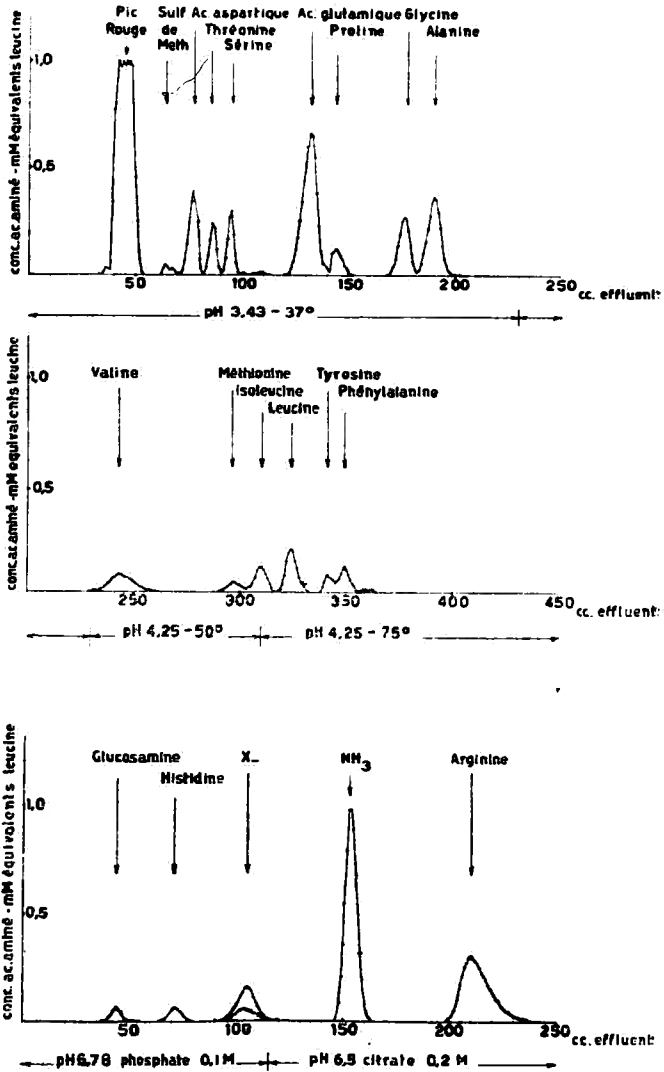 Pic Sulf Ac. aspartique Ac. glutamique Glycine
Rouge de Thréonine Proline Alanine
Meth Sérine
conc. ac. aminé - mM équivalents leucine
1,0
0,5
50 100 150 200 250
cc. effluent
pH 3,43 - 37°
Valine Méthionine Tyrosine
Isoleucine Phénylalanine
Leucine
conc. ac. aminé - mM equivalents leucine
1,0
0,5
250 300 350 400 450
cc. effluent
pH 4,25 - 50° pH 4,25 - 75°
Glucosamine X_ NH3 Arginine
Histidine
conc. ac. aminé - mM équivalents leucine
1,0
0,5
50 100 150 200 250
cc. effluent
pH 6,78 phosphate 0,1 M pH 6,5 citrate 0,2 M